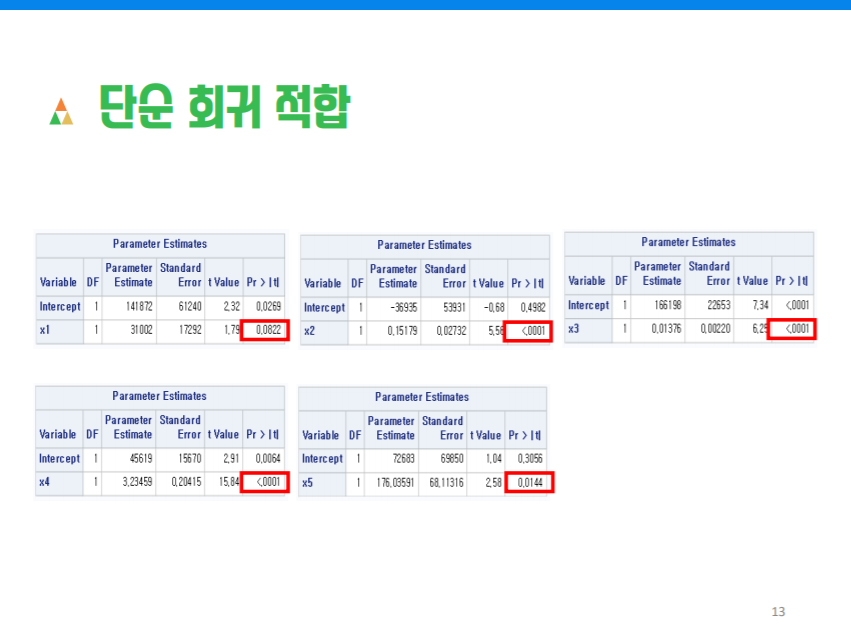 단순 회귀 적합
Parameter Estimates
Variable DF Parameter Estimate Standard Error t Value Pr > |t|
Intercept 1 141872 61240 2,32 0,0269
x1 1 31002 17292 1,79 0,0822
Parameter Estimates
Variable DF Parameter Estimate Standard Error t Value Pr > |t|
Intercept 1 -36935 53931 -0,68 0,4982
x2 1 0,15179 0,02732 5,56 <,0001
Parameter Estimates
Variable DF Parameter Estimate Standard Error t Value Pr > |t|
Intercept 1 166198 22653 7,34 <,0001
x3 1 0,01376 0,00220 6,25 <,0001
Parameter Estimates
Variable DF Parameter Estimate Standard Error t Value Pr > |t|
Intercept 1 45619 15670 2,91 0,0064
x4 1 3,23459 0,20415 15,84 <,0001
Parameter Estimates
Variable DF Parameter Estimate Standard Error t Value Pr > |t|
Intercept 1 72683 69850 1,04 0,3056
x5 1 176,03591 68,11316 2,58 0,0144
13